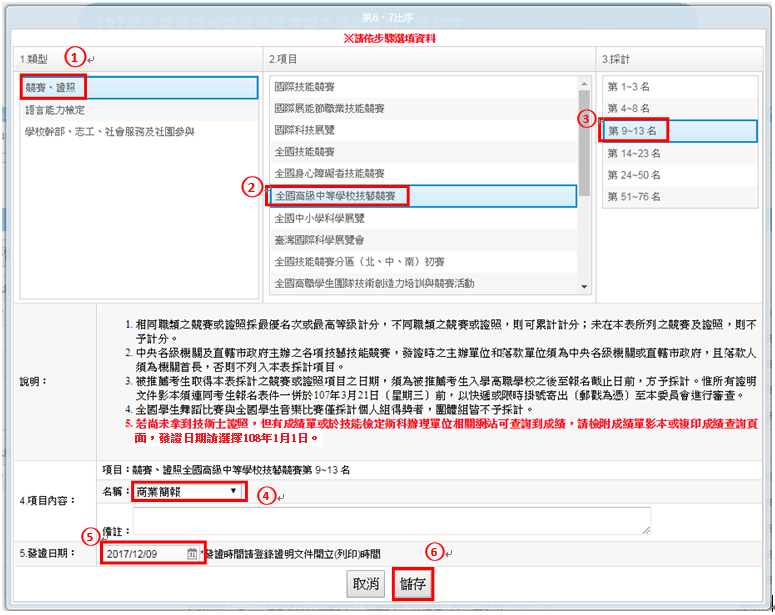 第6、7比序
※請依步驟選填資料
1.類型 ①
2.項目
3.採計
競賽、證照
語言能力檢定
學校幹部、志工、社會服務及社團參與
②
國際技能競賽
國際展能節職業技能競賽
國際科技展覽
全國技能競賽
全國身心障礙者技能競賽
全國高級中等學校技藝競賽
全國中小學科學展覽
臺灣國際科學展覽會
全國技能競賽分區（北、中、南）初賽
全國高職學生團隊技術創造力培訓與競賽活動
③
第 1~3 名
第 4~8 名
第 9~13 名
第 14~23 名
第 24~50 名
第 51~76 名
說明：
1. 相同職類之競賽或證照採最優名次或最高等級計分，不同職類之競賽或證照，則可累計計分；未在本表所列之競賽及證照，則不
予計分。
2. 中央各級機關及直轄市政府主辦之各項技藝技能競賽，發證時之主辦單位和落款單位須為中央各級機關或直轄市政府，且落款人
須為機關首長，否則不列入本表採計項目。
3. 被推薦考生取得本表採計之競賽或證照項目之日期，須為被推薦考生入學高職學校之後至報名截止日前，方予採計。惟所有證明
文件影本須連同考生報名表件一併於107年3月21日〔星期三〕前，以快遞或限時掛號寄出〔郵戳為憑〕至本委員會進行審查。
4. 全國學生舞蹈比賽與全國學生音樂比賽僅採計個人組得獎者，團體組皆不予採計。
5. 若尚未拿到技術士證照，但有成績單或於技能檢定術科辦理單位相關網站可查詢到成績，請檢附成績單影本或複印成績查詢頁
面，發證日期請選擇108年1月1日。
4.項目內容：
項目：競賽、證照全國高級中等學校技藝競賽第 9~13 名
名稱：商業簡報 ④
備註：
⑤
5.發證日期：
2017/12/09 *發證時間請登錄證明文件開立(列印)時間
⑥
取消 儲存